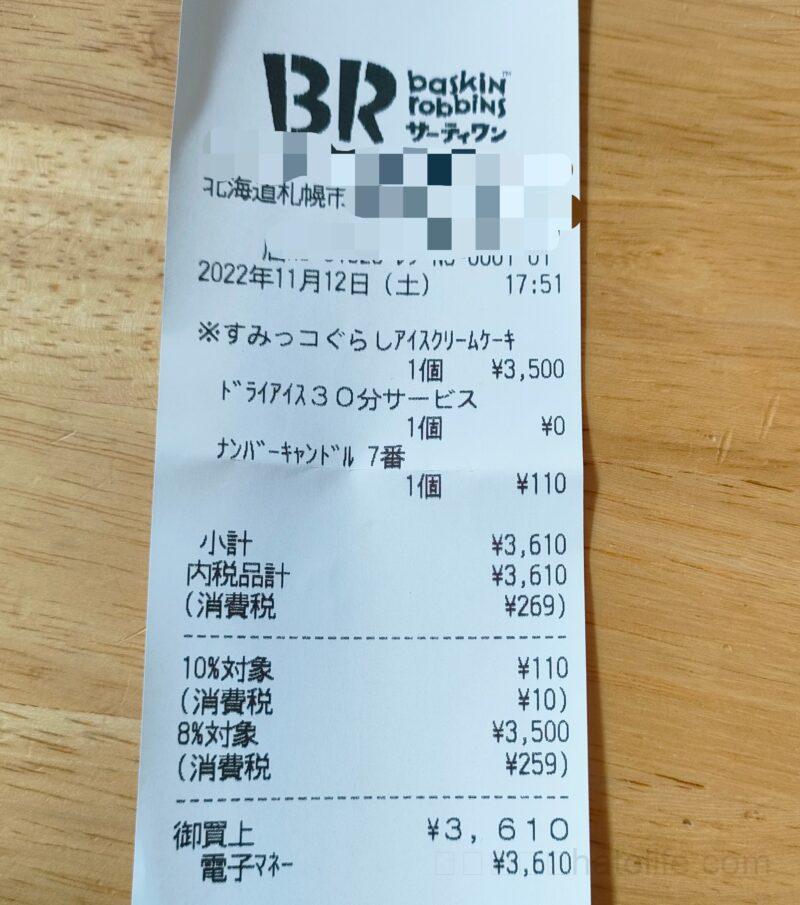 BR baskin robbins™ サーティワン
北海道札幌市
2022年11月12日（土） 17:51
※すみっコぐらしｱｲｽｸﾘｰﾑｹｰｷ
1個 ¥3,500
ﾄﾞﾗｲｱｲｽ３０分サービス
1個 ¥0
ﾅﾝﾊﾞｰｷｬﾝﾄﾞﾙ 7番
1個 ¥110
小計 ¥3,610
内税品計 ¥3,610
(消費税 ¥269)
10%対象 ¥110
(消費税 ¥10)
8%対象 ¥3,500
(消費税 ¥259)
御買上 ¥3,610
電子ﾏﾈｰ ¥3,610